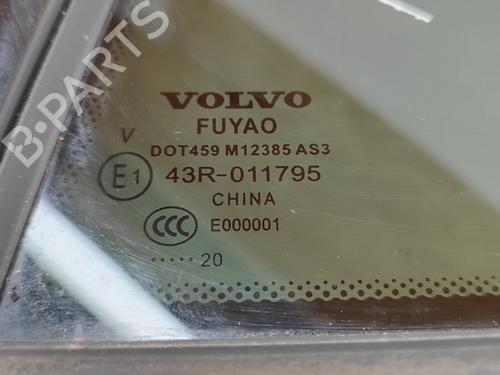 B-PARTS
VOLVO
FUYAO
V
DOT459 M12385 AS3
E1 43R-011795
CHINA
CCC E000001
..... 20